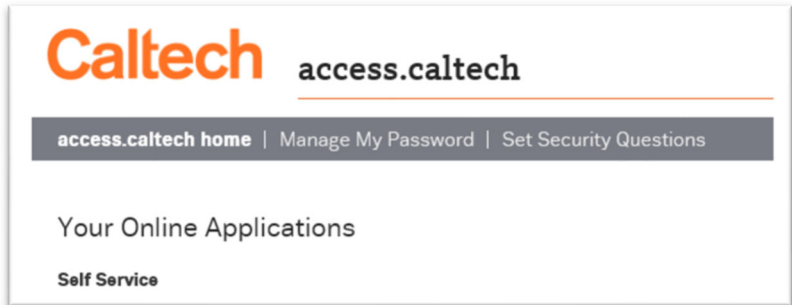 Caltech access.caltech
access.caltech home | Manage My Password | Set Security Questions
Your Online Applications
Self Service